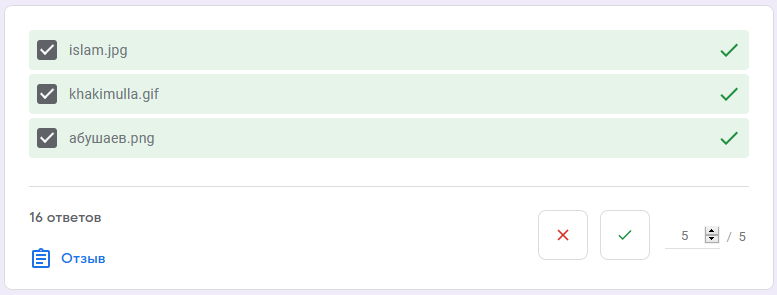 islam.jpg
khakimulla.gif
абушаев.png
16 ответов
5 / 5
Отзыв